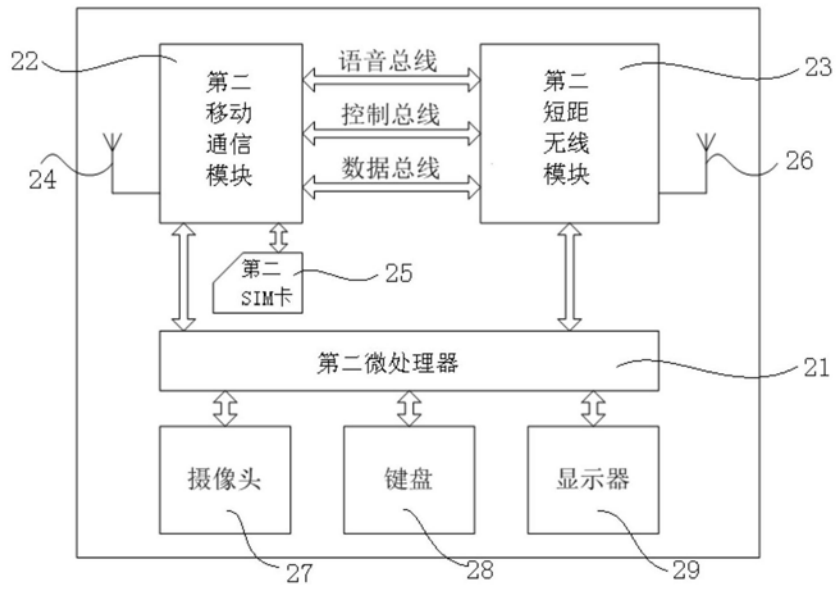 22
第二
移动
通信
模块
语音总线
控制总线
数据总线
第二
短距
无线
模块
23
24
26
第二
SIM卡
25
第二微处理器
21
摄像头
键盘
显示器
27
28
29